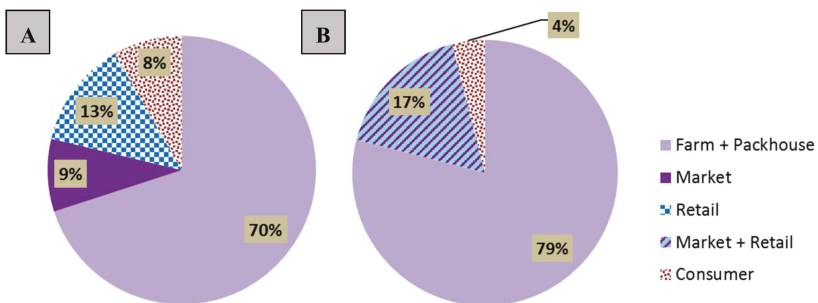 A
8%
13%
9%
70%
B
4%
17%
79%
Farm + Packhouse
Market
Retail
Market + Retail
Consumer